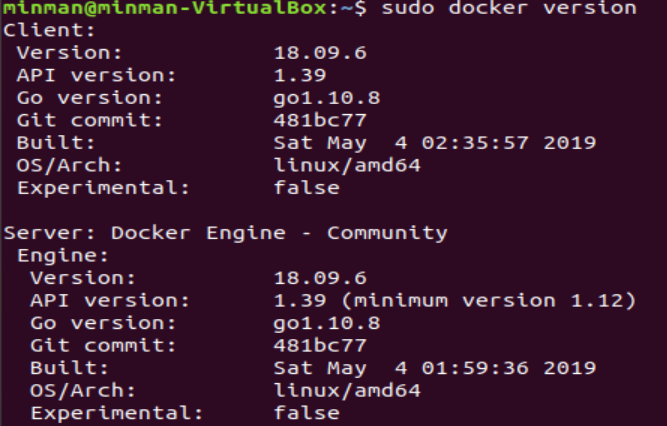 minman@minman-VirtualBox:~$ sudo docker version
Client:
 Version:           18.09.6
 API version:       1.39
 Go version:        go1.10.8
 Git commit:        481bc77
 Built:             Sat May  4 02:35:57 2019
 OS/Arch:           linux/amd64
 Experimental:      false

Server: Docker Engine - Community
 Engine:
  Version:          18.09.6
  API version:      1.39 (minimum version 1.12)
  Go version:       go1.10.8
  Git commit:       481bc77
  Built:            Sat May  4 01:59:36 2019
  OS/Arch:          linux/amd64
  Experimental:     false